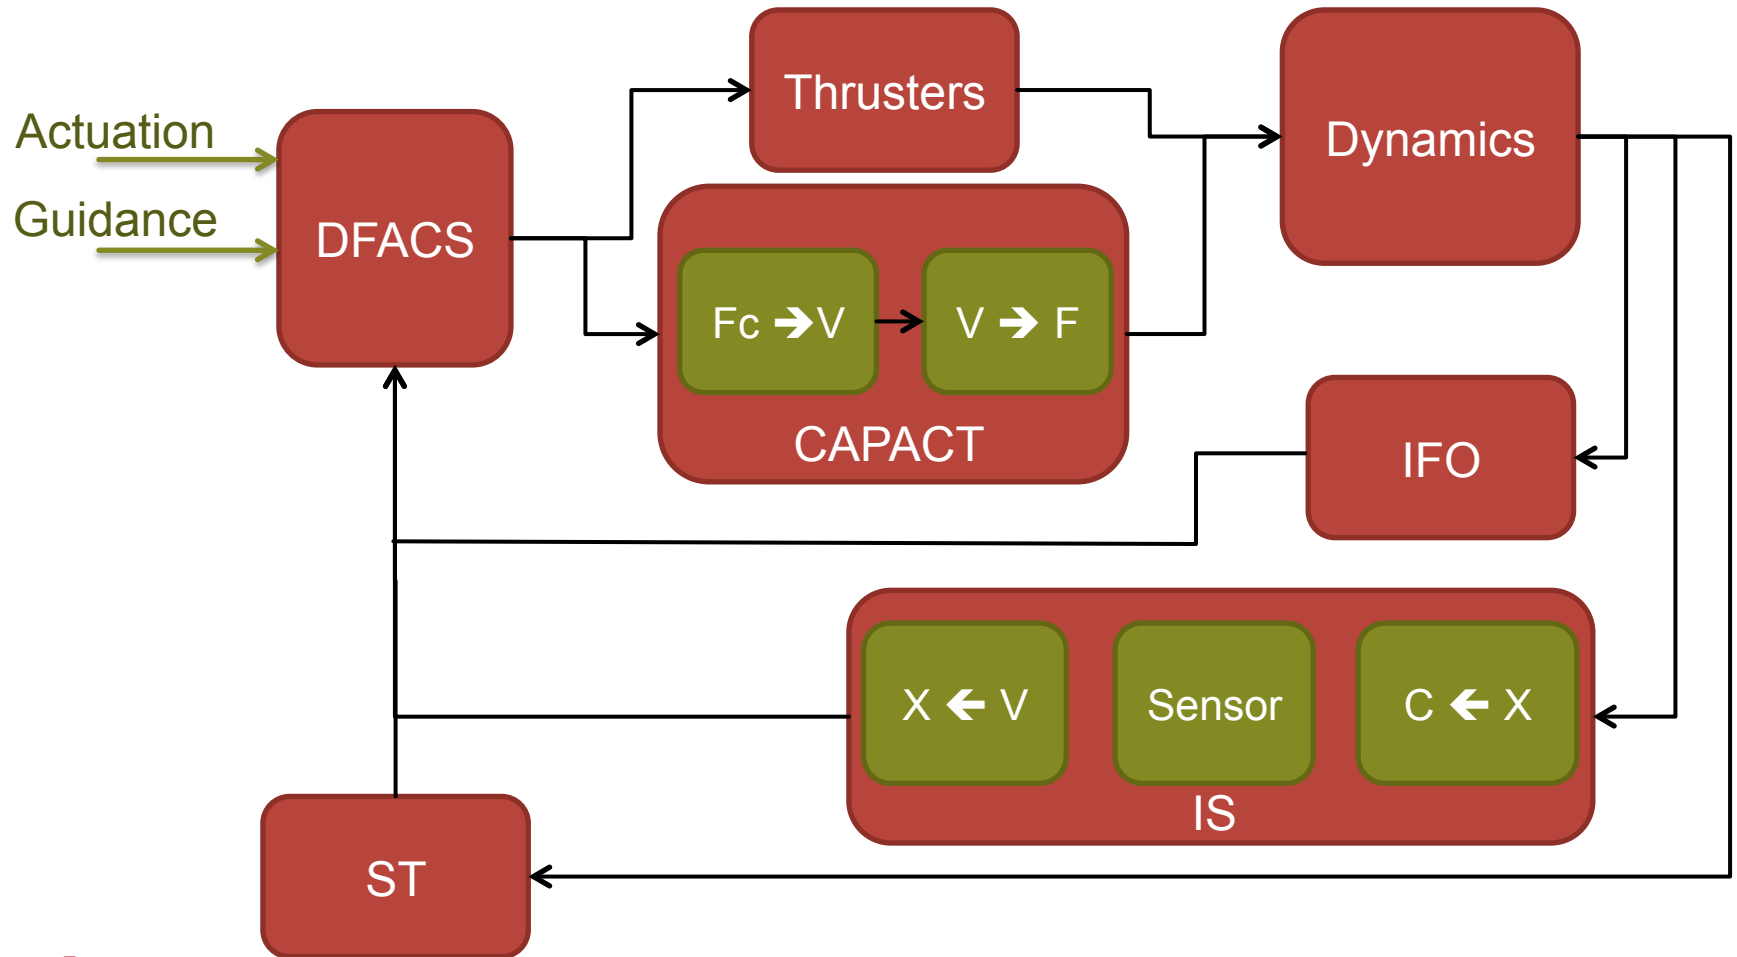 Actuation
Guidance
DFACS
Thrusters
Dynamics
Fc ➔V
V ➔ F
CAPACT
IFO
X 🡸 V
Sensor
C 🡸 X
IS
ST